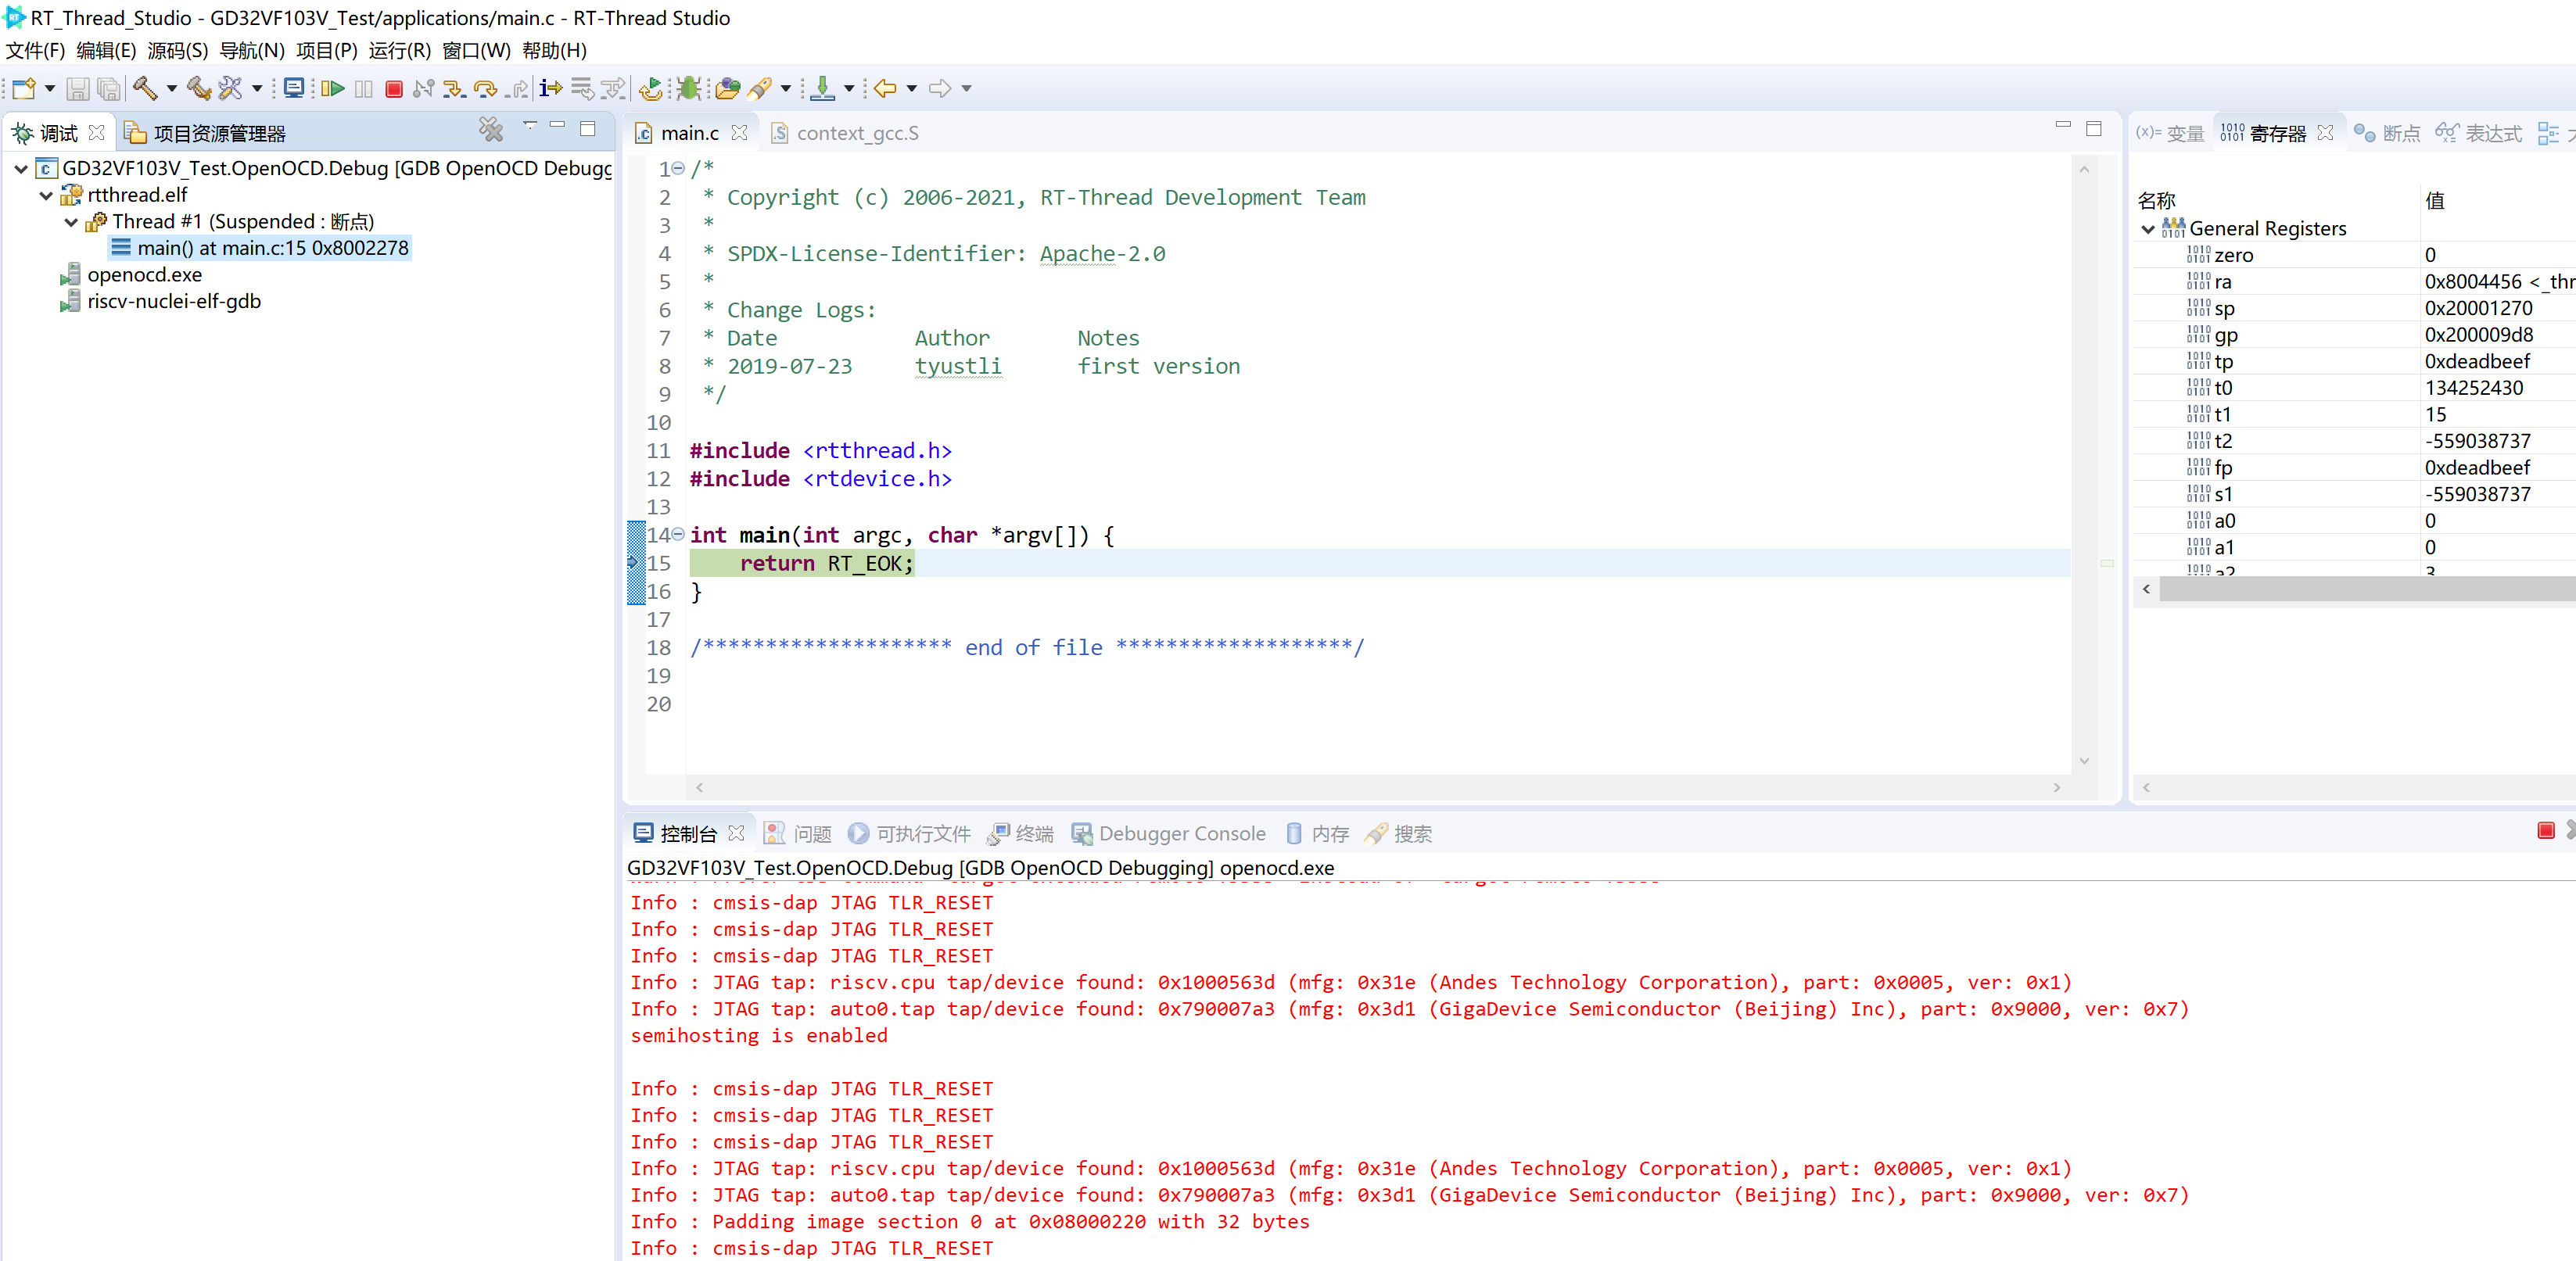 RT_Thread_Studio - GD32VF103V_Test/applications/main.c - RT-Thread Studio
文件(F) 编辑(E) 源码(S) 导航(N) 项目(P) 运行(R) 窗口(W) 帮助(H)
调试 项目资源管理器
GD32VF103V_Test.OpenOCD.Debug [GDB OpenOCD Debugg
rtthread.elf
Thread #1 (Suspended : 断点)
main() at main.c:15 0x8002278
openocd.exe
riscv-nuclei-elf-gdb
main.c context_gcc.S
1 /*
2 * Copyright (c) 2006-2021, RT-Thread Development Team
3 *
4 * SPDX-License-Identifier: Apache-2.0
5 *
6 * Change Logs:
7 * Date Author Notes
8 * 2019-07-23 tyustli first version
9 */
10
11 #include <rtthread.h>
12 #include <rtdevice.h>
13
14 int main(int argc, char *argv[]) {
15 return RT_EOK;
16 }
17
18 /******************** end of file *******************/
19
20
(x)= 变量 寄存器 断点 表达式
名称 值
General Registers
zero 0
ra 0x8004456 <_thr
sp 0x20001270
gp 0x200009d8
tp 0xdeadbeef
t0 134252430
t1 15
t2 -559038737
fp 0xdeadbeef
s1 -559038737
a0 0
a1 0
a2 3
控制台 问题 可执行文件 终端 Debugger Console 内存 搜索
GD32VF103V_Test.OpenOCD.Debug [GDB OpenOCD Debugging] openocd.exe
Info : cmsis-dap JTAG TLR_RESET
Info : cmsis-dap JTAG TLR_RESET
Info : cmsis-dap JTAG TLR_RESET
Info : JTAG tap: riscv.cpu tap/device found: 0x1000563d (mfg: 0x31e (Andes Technology Corporation), part: 0x0005, ver: 0x1)
Info : JTAG tap: auto0.tap tap/device found: 0x790007a3 (mfg: 0x3d1 (GigaDevice Semiconductor (Beijing) Inc), part: 0x9000, ver: 0x7)
semihosting is enabled
Info : cmsis-dap JTAG TLR_RESET
Info : cmsis-dap JTAG TLR_RESET
Info : cmsis-dap JTAG TLR_RESET
Info : JTAG tap: riscv.cpu tap/device found: 0x1000563d (mfg: 0x31e (Andes Technology Corporation), part: 0x0005, ver: 0x1)
Info : JTAG tap: auto0.tap tap/device found: 0x790007a3 (mfg: 0x3d1 (GigaDevice Semiconductor (Beijing) Inc), part: 0x9000, ver: 0x7)
Info : Padding image section 0 at 0x08000220 with 32 bytes
Info : cmsis-dap JTAG TLR_RESET